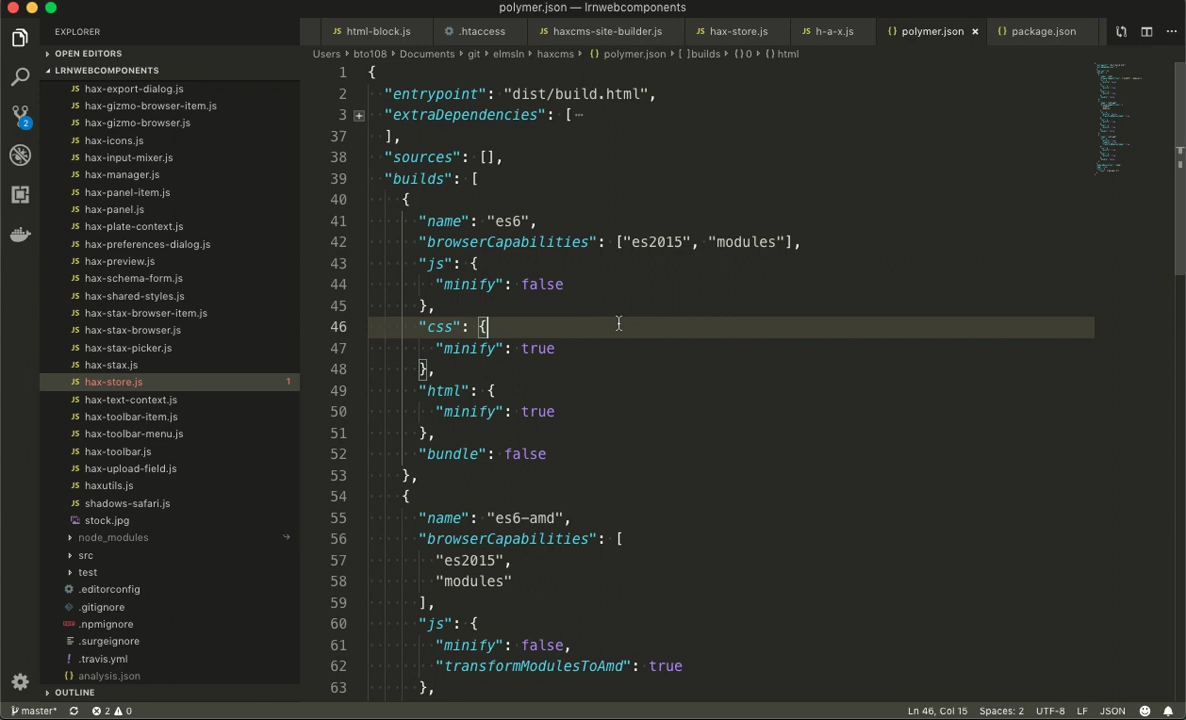 polymer.json — lrnwebcomponents
EXPLORER
OPEN EDITORS
LRNWEBCOMPONENTS
hax-export-dialog.js
hax-gizmo-browser-item.js
hax-gizmo-browser.js
hax-icons.js
hax-input-mixer.js
hax-manager.js
hax-panel-item.js
hax-panel.js
hax-plate-context.js
hax-preferences-dialog.js
hax-preview.js
hax-schema-form.js
hax-shared-styles.js
hax-stax-browser-item.js
hax-stax-browser.js
hax-stax-picker.js
hax-stax.js
hax-store.js 1
hax-text-context.js
hax-toolbar-item.js
hax-toolbar-menu.js
hax-toolbar.js
hax-upload-field.js
haxutils.js
shadows-safari.js
stock.jpg
node_modules
src
test
.editorconfig
.gitignore
.npmignore
.surgeignore
.travis.yml
analysis.json
OUTLINE
2
JS html-block.js JS .htaccess JS haxcms-site-builder.js JS hax-store.js JS h-a-x.js {} polymer.json × {} package.json
Users › bto108 › Documents › git › elmsln › haxcms › {} polymer.json › [ ]builds › {}0 › {}html
1 {
2 "entrypoint": "dist/build.html",
3 "extraDependencies": [⋯
37 ],
38 "sources": [],
39 "builds": [
40 {
41 "name": "es6",
42 "browserCapabilities": ["es2015", "modules"],
43 "js": {
44 "minify": false
45 },
46 "css": {
47 "minify": true
48 },
49 "html": {
50 "minify": true
51 },
52 "bundle": false
53 },
54 {
55 "name": "es6-amd",
56 "browserCapabilities": [
57 "es2015",
58 "modules"
59 ],
60 "js": {
61 "minify": false,
62 "transformModulesToAmd": true
63 },
master* 2 0 Ln 46, Col 15 Spaces: 2 UTF-8 LF JSON